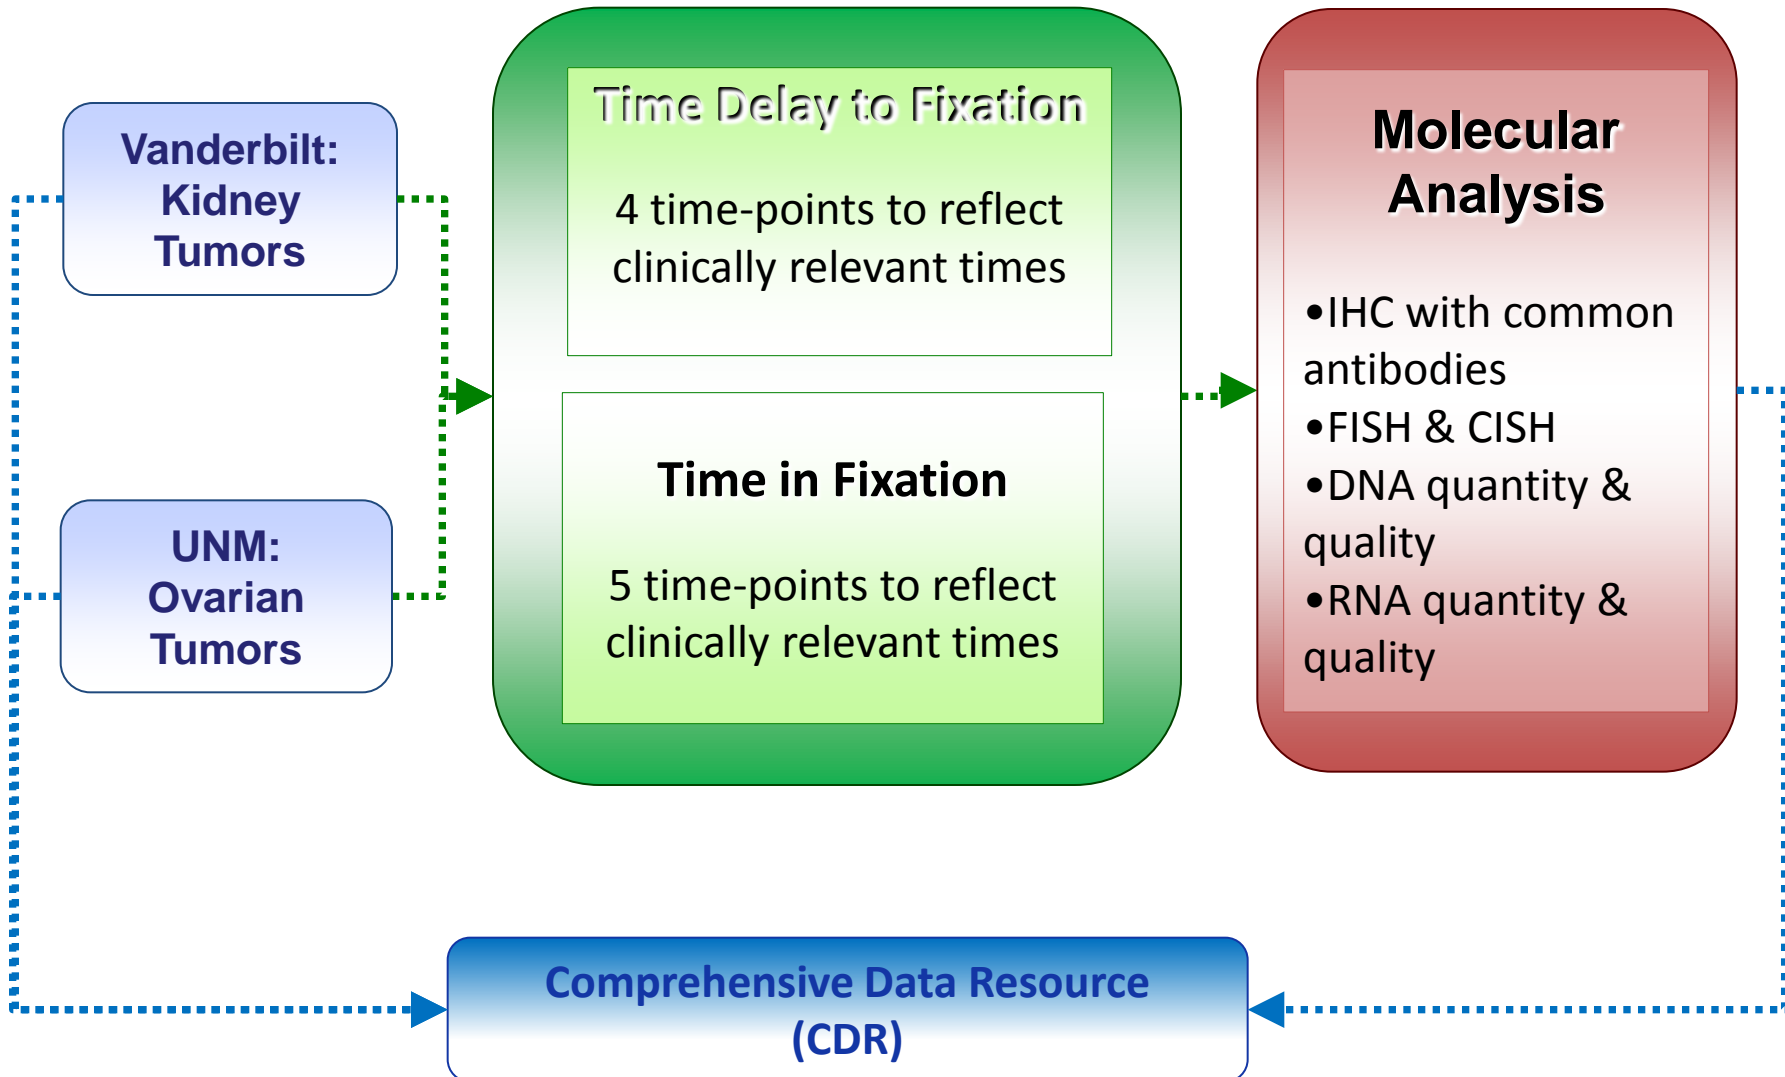 Vanderbilt:
Kidney
Tumors
UNM:
Ovarian
Tumors
Time Delay to Fixation
4 time-points to reflect
clinically relevant times
Time in Fixation
5 time-points to reflect
clinically relevant times
Molecular
Analysis
•IHC with common
antibodies
•FISH & CISH
•DNA quantity &
quality
•RNA quantity &
quality
Comprehensive Data Resource
(CDR)